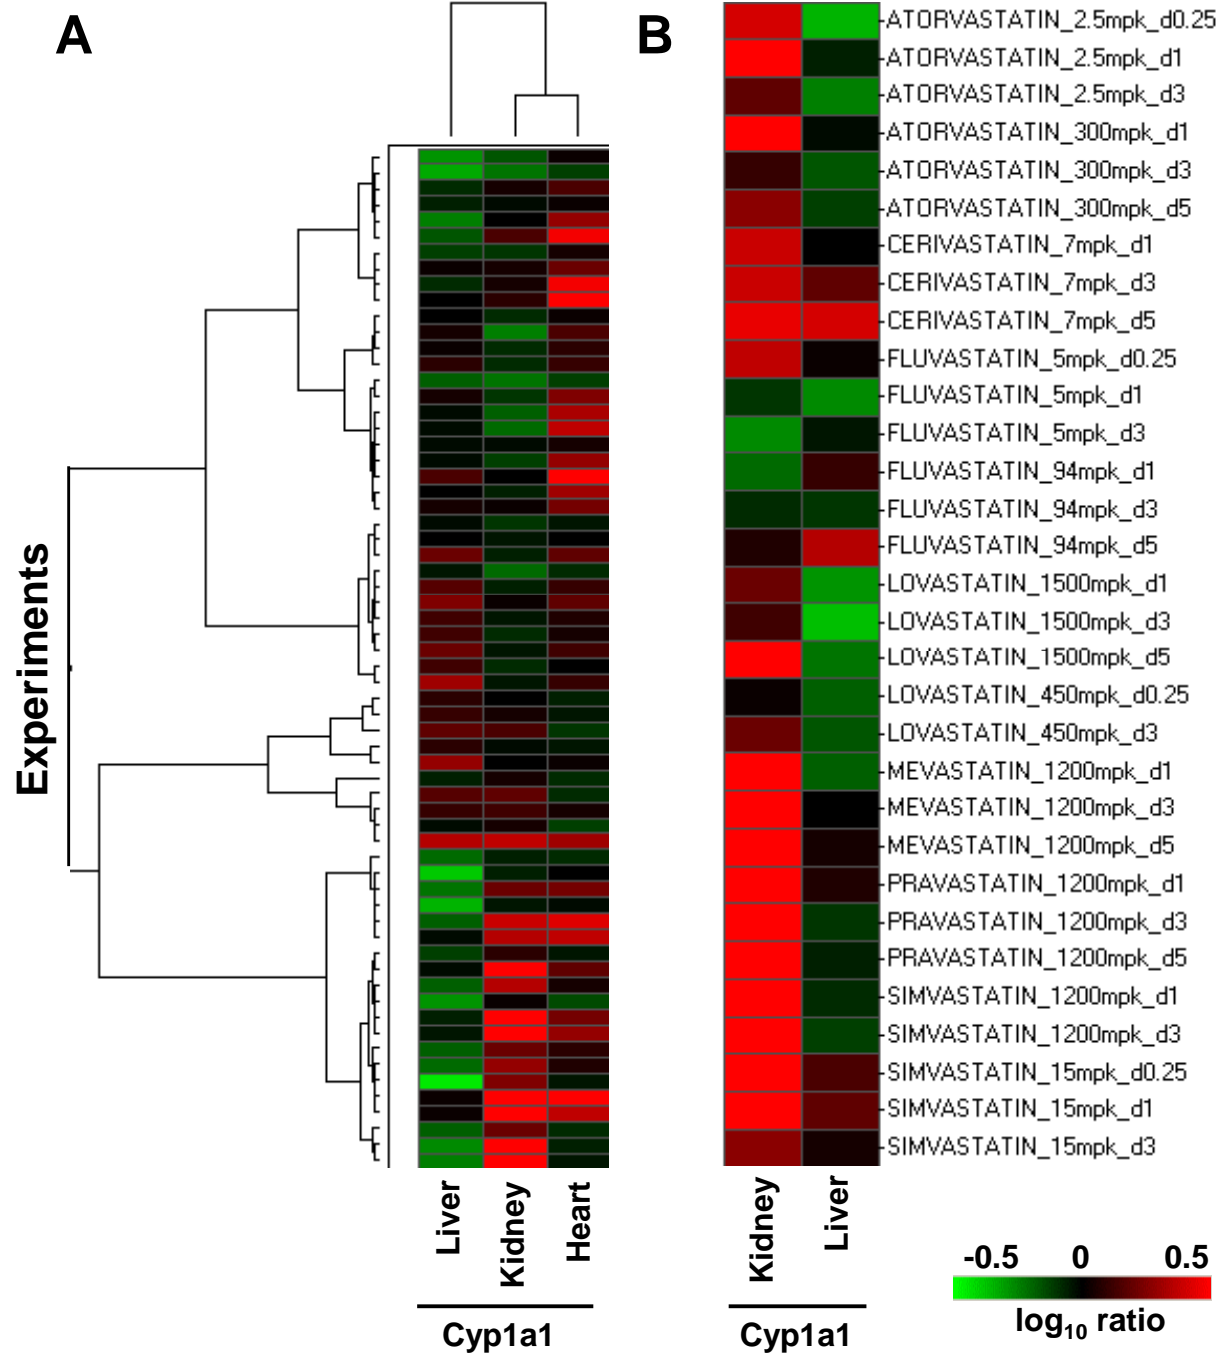 A
B
ATORVASTATIN_2.5mpk_d0.25
ATORVASTATIN_2.5mpk_d1
ATORVASTATIN_2.5mpk_d3
ATORVASTATIN_300mpk_d1
ATORVASTATIN_300mpk_d3
ATORVASTATIN_300mpk_d5
CERIVASTATIN_7mpk_d1
CERIVASTATIN_7mpk_d3
CERIVASTATIN_7mpk_d5
FLUVASTATIN_5mpk_d0.25
FLUVASTATIN_5mpk_d1
FLUVASTATIN_5mpk_d3
FLUVASTATIN_94mpk_d1
FLUVASTATIN_94mpk_d3
FLUVASTATIN_94mpk_d5
LOVASTATIN_1500mpk_d1
LOVASTATIN_1500mpk_d3
LOVASTATIN_1500mpk_d5
LOVASTATIN_450mpk_d0.25
LOVASTATIN_450mpk_d3
MEVASTATIN_1200mpk_d1
MEVASTATIN_1200mpk_d3
MEVASTATIN_1200mpk_d5
PRAVASTATIN_1200mpk_d1
PRAVASTATIN_1200mpk_d3
PRAVASTATIN_1200mpk_d5
SIMVASTATIN_1200mpk_d1
SIMVASTATIN_1200mpk_d3
SIMVASTATIN_15mpk_d0.25
SIMVASTATIN_15mpk_d1
SIMVASTATIN_15mpk_d3
Experiments
Liver
Kidney
Heart
Cyp1a1
Kidney
Liver
Cyp1a1
-0.5 0 0.5
log₁₀ ratio